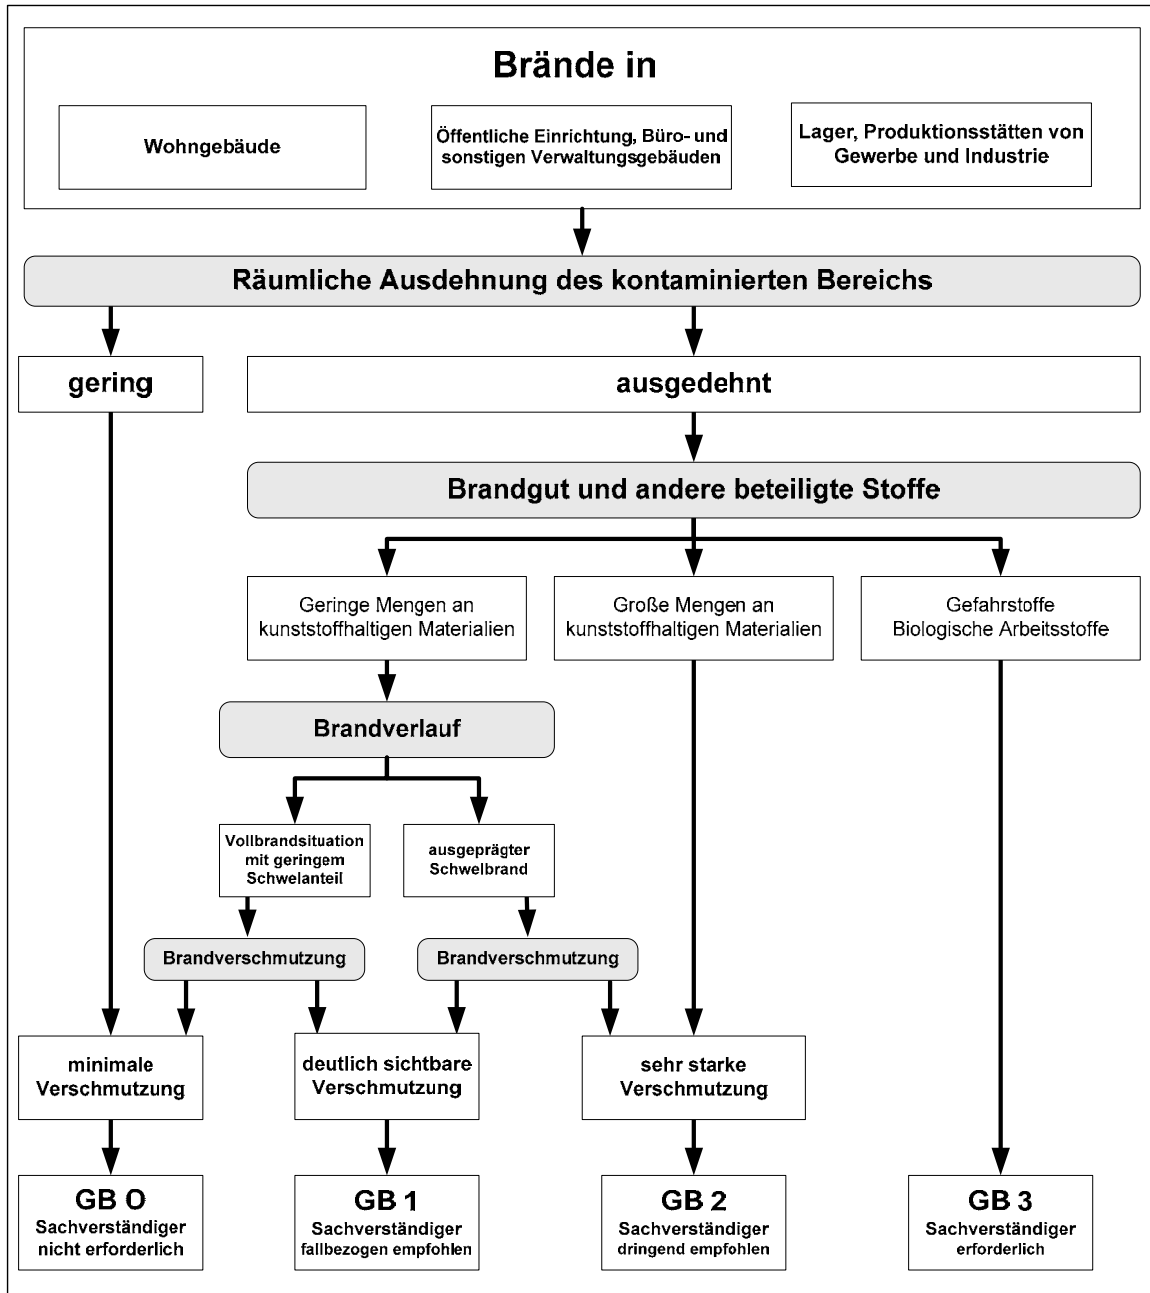 Brände in
Wohngebäude
Öffentliche Einrichtung, Büro- und
sonstigen Verwaltungsgebäuden
Lager, Produktionsstätten von
Gewerbe und Industrie
Räumliche Ausdehnung des kontaminierten Bereichs
gering
ausgedehnt
Brandgut und andere beteiligte Stoffe
Geringe Mengen an
kunststoffhaltigen Materialien
Große Mengen an
kunststoffhaltigen Materialien
Gefahrstoffe
Biologische Arbeitsstoffe
Brandverlauf
Vollbrandsituation
mit geringem
Schwelanteil
ausgeprägter
Schwelbrand
Brandverschmutzung
Brandverschmutzung
minimale
Verschmutzung
deutlich sichtbare
Verschmutzung
sehr starke
Verschmutzung
GB 0
Sachverständiger
nicht erforderlich
GB 1
Sachverständiger
fallbezogen empfohlen
GB 2
Sachverständiger
dringend empfohlen
GB 3
Sachverständiger
erforderlich